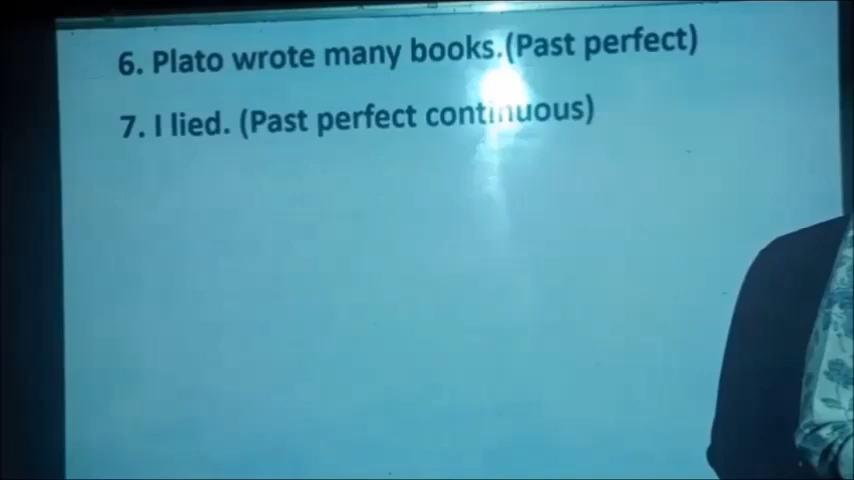 6. Plato wrote many books.(Past perfect)
7. I lied. (Past perfect continuous)